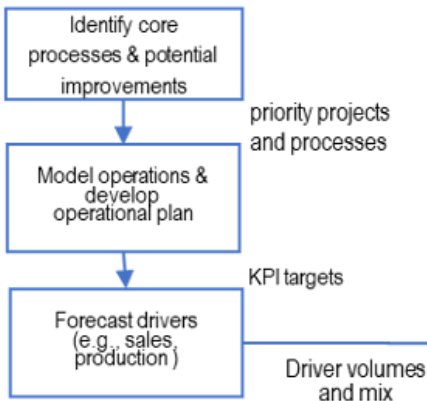 Identify core
processes & potential
improvements
priority projects
and processes
Model operations &
develop
operational plan
KPI targets
Forecast drivers
(e.g., sales,
production )
Driver volumes
and mix